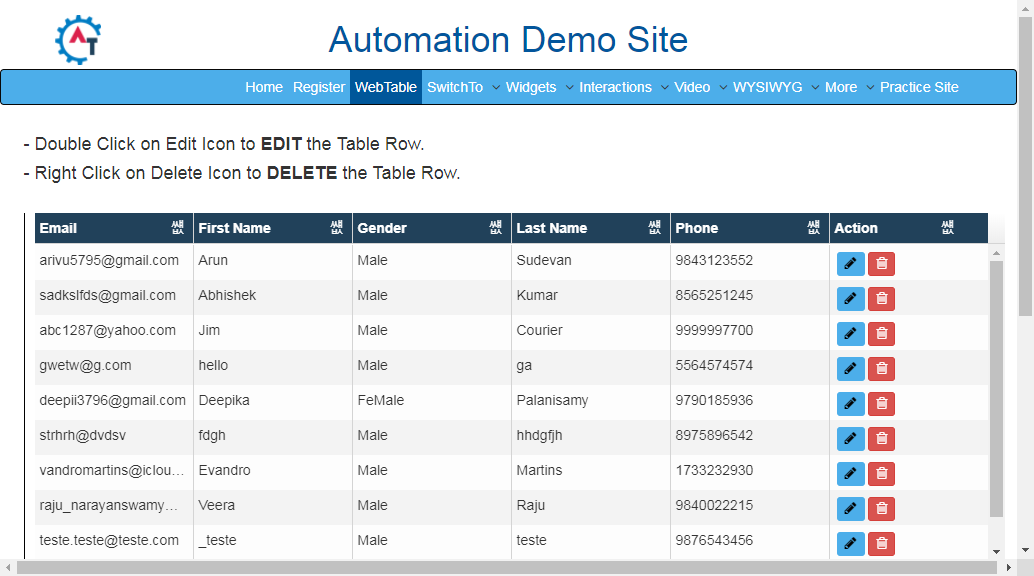 AT
Automation Demo Site
Home Register WebTable SwitchTo Widgets Interactions Video WYSIWYG More Practice Site
- Double Click on Edit Icon to EDIT the Table Row.
- Right Click on Delete Icon to DELETE the Table Row.
Email First Name Gender Last Name Phone Action
arivu5795@gmail.com Arun Male Sudevan 9843123552
sadkslfds@gmail.com Abhishek Male Kumar 8565251245
abc1287@yahoo.com Jim Male Courier 9999997700
gwetw@g.com hello Male ga 5564574574
deepii3796@gmail.com Deepika FeMale Palanisamy 9790185936
strhrh@dvdsv fdgh Male hhdgfjh 8975896542
vandromartins@iclou... Evandro Male Martins 1733232930
raju_narayanswamy... Veera Male Raju 9840022215
teste.teste@teste.com _teste Male teste 9876543456